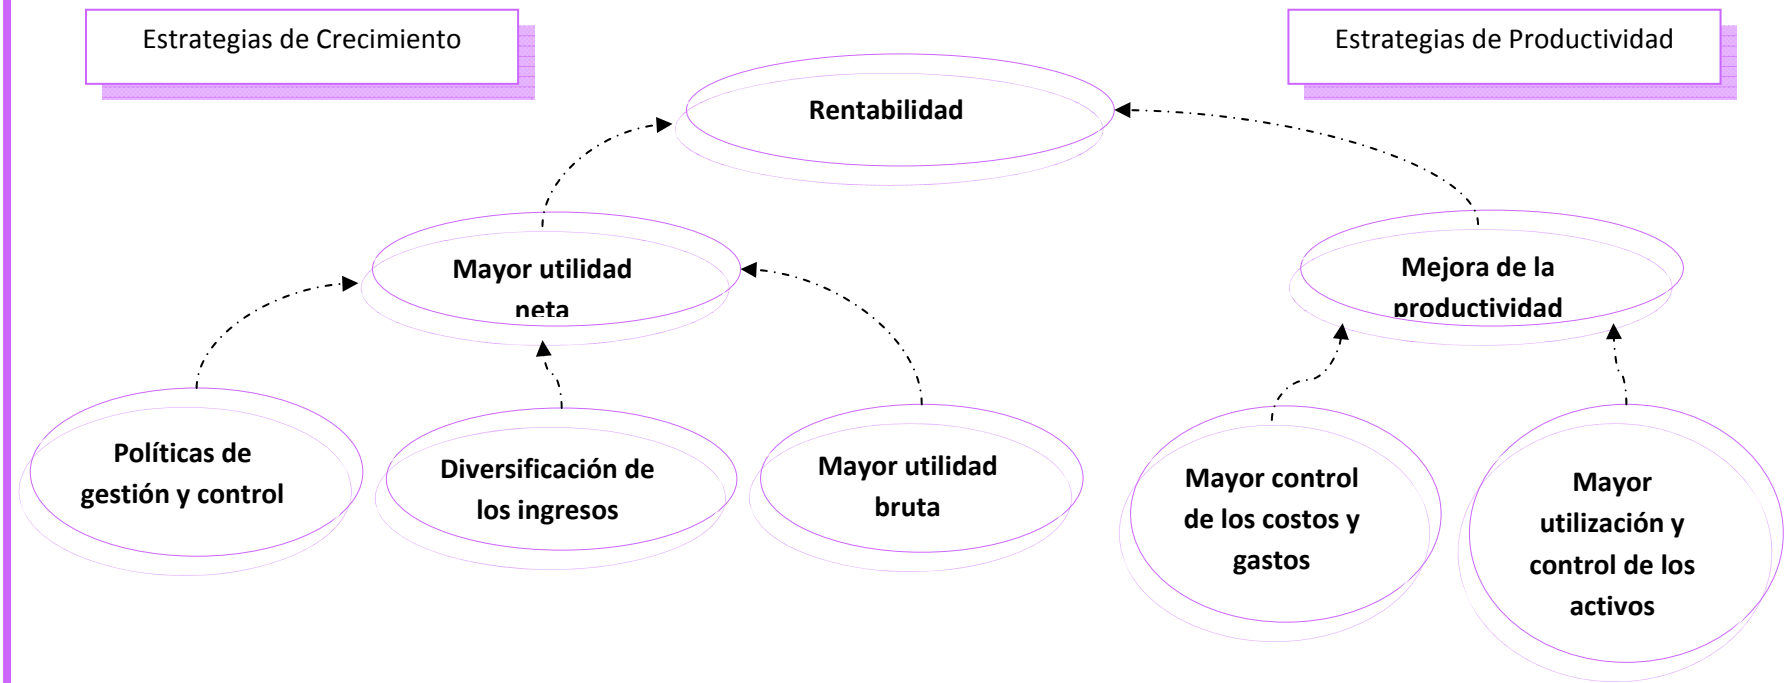 Estrategias de Crecimiento
Estrategias de Productividad
Rentabilidad
Mayor utilidad
neta
Mejora de la
productividad
Políticas de
gestión y control
Diversificación de
los ingresos
Mayor utilidad
bruta
Mayor control
de los costos y
gastos
Mayor
utilización y
control de los
activos